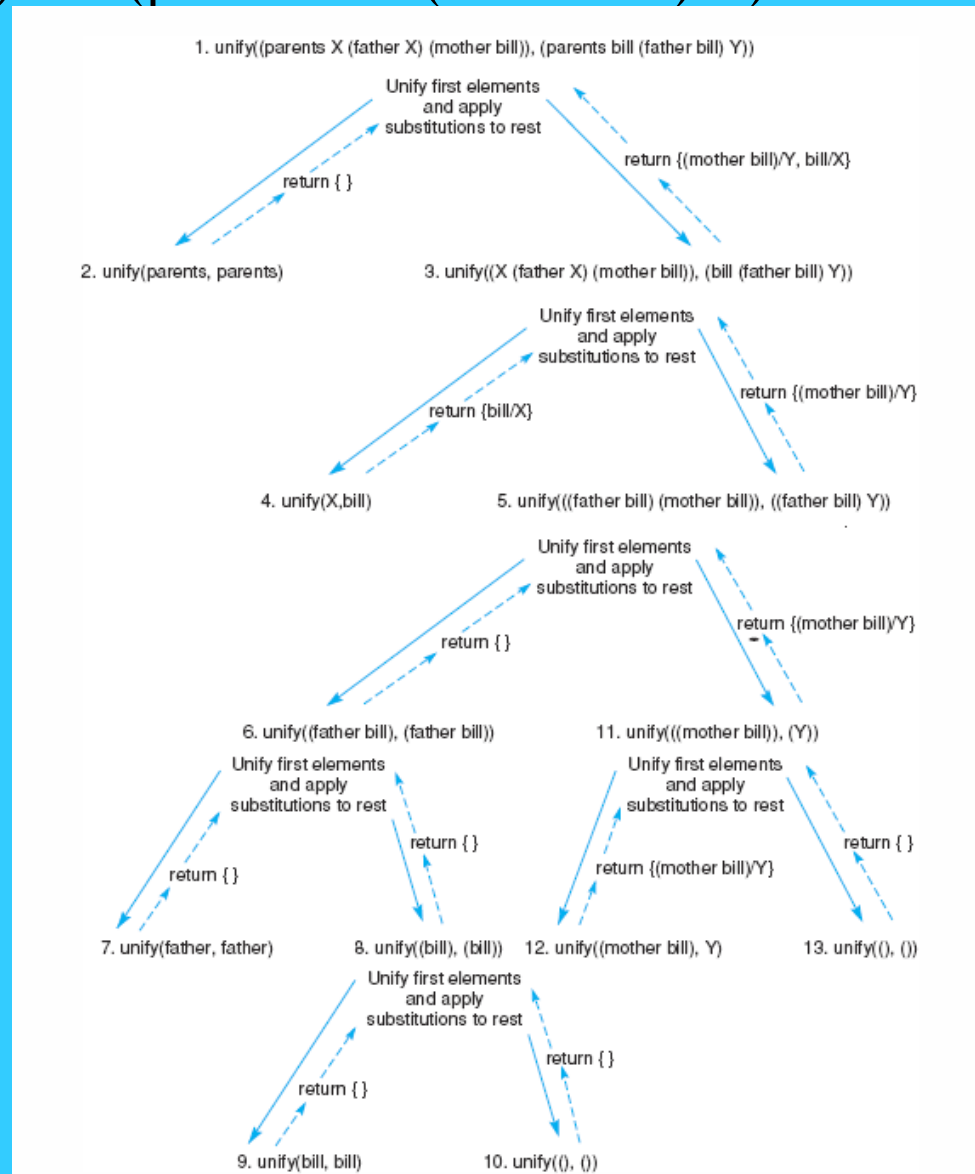 1. unify((parents X (father X) (mother bill)), (parents bill (father bill) Y))
Unify first elements
and apply
substitutions to rest
return { }
return {(mother bill)/Y, bill/X}
2. unify(parents, parents)
3. unify((X (father X) (mother bill)), (bill (father bill) Y))
Unify first elements
and apply
substitutions to rest
return {bill/X}
return {(mother bill)/Y}
4. unify(X,bill)
5. unify(((father bill) (mother bill)), ((father bill) Y))
Unify first elements
and apply
substitutions to rest
return { }
return {(mother bill)/Y}
6. unify((father bill), (father bill))
11. unify(((mother bill)), (Y))
Unify first elements
and apply
substitutions to rest
Unify first elements
and apply
substitutions to rest
return { }
return { }
return {(mother bill)/Y}
return { }
7. unify(father, father)
8. unify((bill), (bill))
12. unify((mother bill), Y)
13. unify((), ())
Unify first elements
and apply
substitutions to rest
return { }
return { }
9. unify(bill, bill)
10. unify((), ())